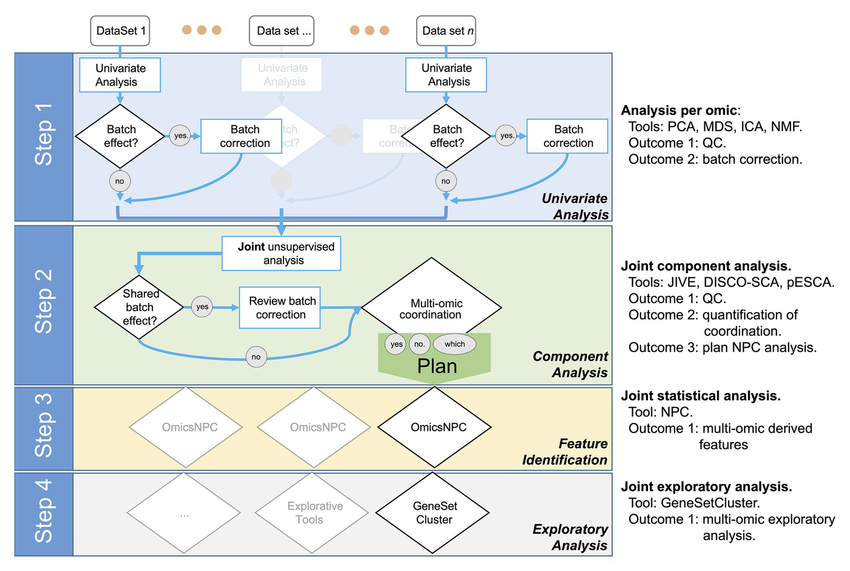 DataSet 1
Data set ...
Data set n
Step 1
Univariate
Analysis
Univariate
Analysis
Univariate
Analysis
Batch
effect?
yes.
Batch
correction
Batch
effect?
yes.
Batch
correction
no
no
Univariate
Analysis
Analysis per omic:
Tools: PCA, MDS, ICA, NMF.
Outcome 1: QC.
Outcome 2: batch correction.
Step 2
Joint unsupervised
analysis
Shared
batch
effect?
yes
Review batch
correction
Multi-omic
coordination
no
yes
no.
which
Plan
Component
Analysis
Joint component analysis.
Tools: JIVE, DISCO-SCA, pESCA.
Outcome 1: QC.
Outcome 2: quantification of
coordination.
Outcome 3: plan NPC analysis.
Step 3
OmicsNPC
OmicsNPC
OmicsNPC
Feature
Identification
Joint statistical analysis.
Tool: NPC.
Outcome 1: multi-omic derived
features
Step 4
...
Explorative
Tools
GeneSet
Cluster
Exploratory
Analysis
Joint exploratory analysis.
Tool: GeneSetCluster.
Outcome 1: multi-omic exploratory
analysis.